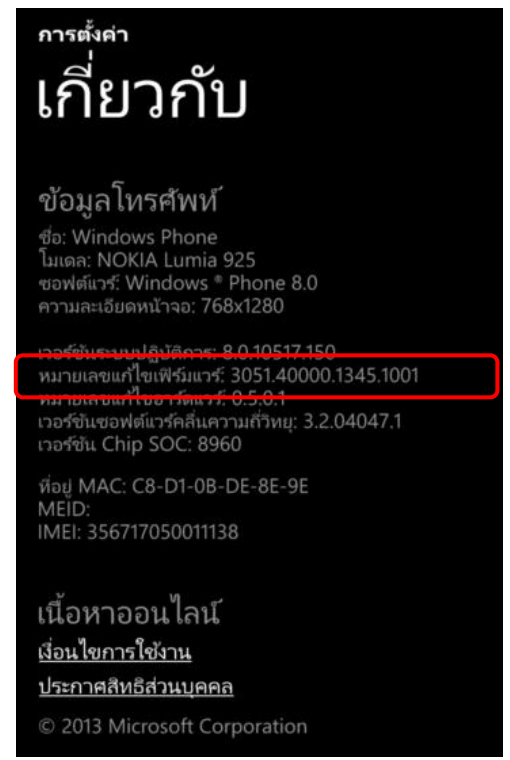 การตั้งค่า
เกี่ยวกับ
ข้อมูลโทรศัพท์
ชื่อ: Windows Phone
โมเดล: NOKIA Lumia 925
ซอฟต์แวร์: Windows ® Phone 8.0
ความละเอียดหน้าจอ: 768x1280
เวอร์ชันระบบปฏิบัติการ: 8.0.10517.150
หมายเลขแก้ไขเฟิร์มแวร์: 3051.40000.1345.1001
หมายเลขแก้ไขฮาร์ดแวร์: 0.5.0.1
เวอร์ชันซอฟต์แวร์คลื่นความถี่วิทยุ: 3.2.04047.1
เวอร์ชัน Chip SOC: 8960
ที่อยู่ MAC: C8-D1-0B-DE-8E-9E
MEID:
IMEI: 356717050011138
เนื้อหาออนไลน์
เงื่อนไขการใช้งาน
ประกาศสิทธิส่วนบุคคล
© 2013 Microsoft Corporation